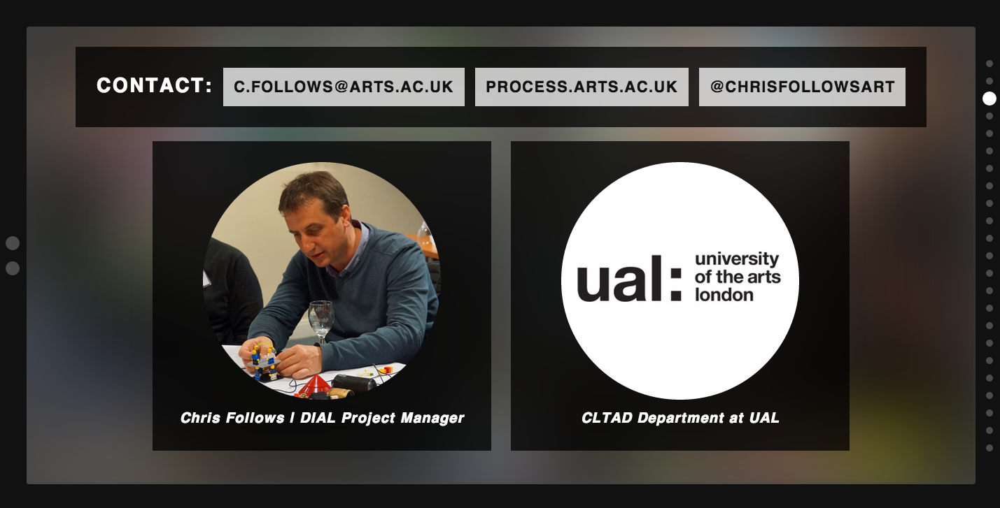 CONTACT: C.FOLLOWS@ARTS.AC.UK PROCESS.ARTS.AC.UK @CHRISFOLLOWSART
ual: university
of the arts
london
Chris Follows | DIAL Project Manager
CLTAD Department at UAL